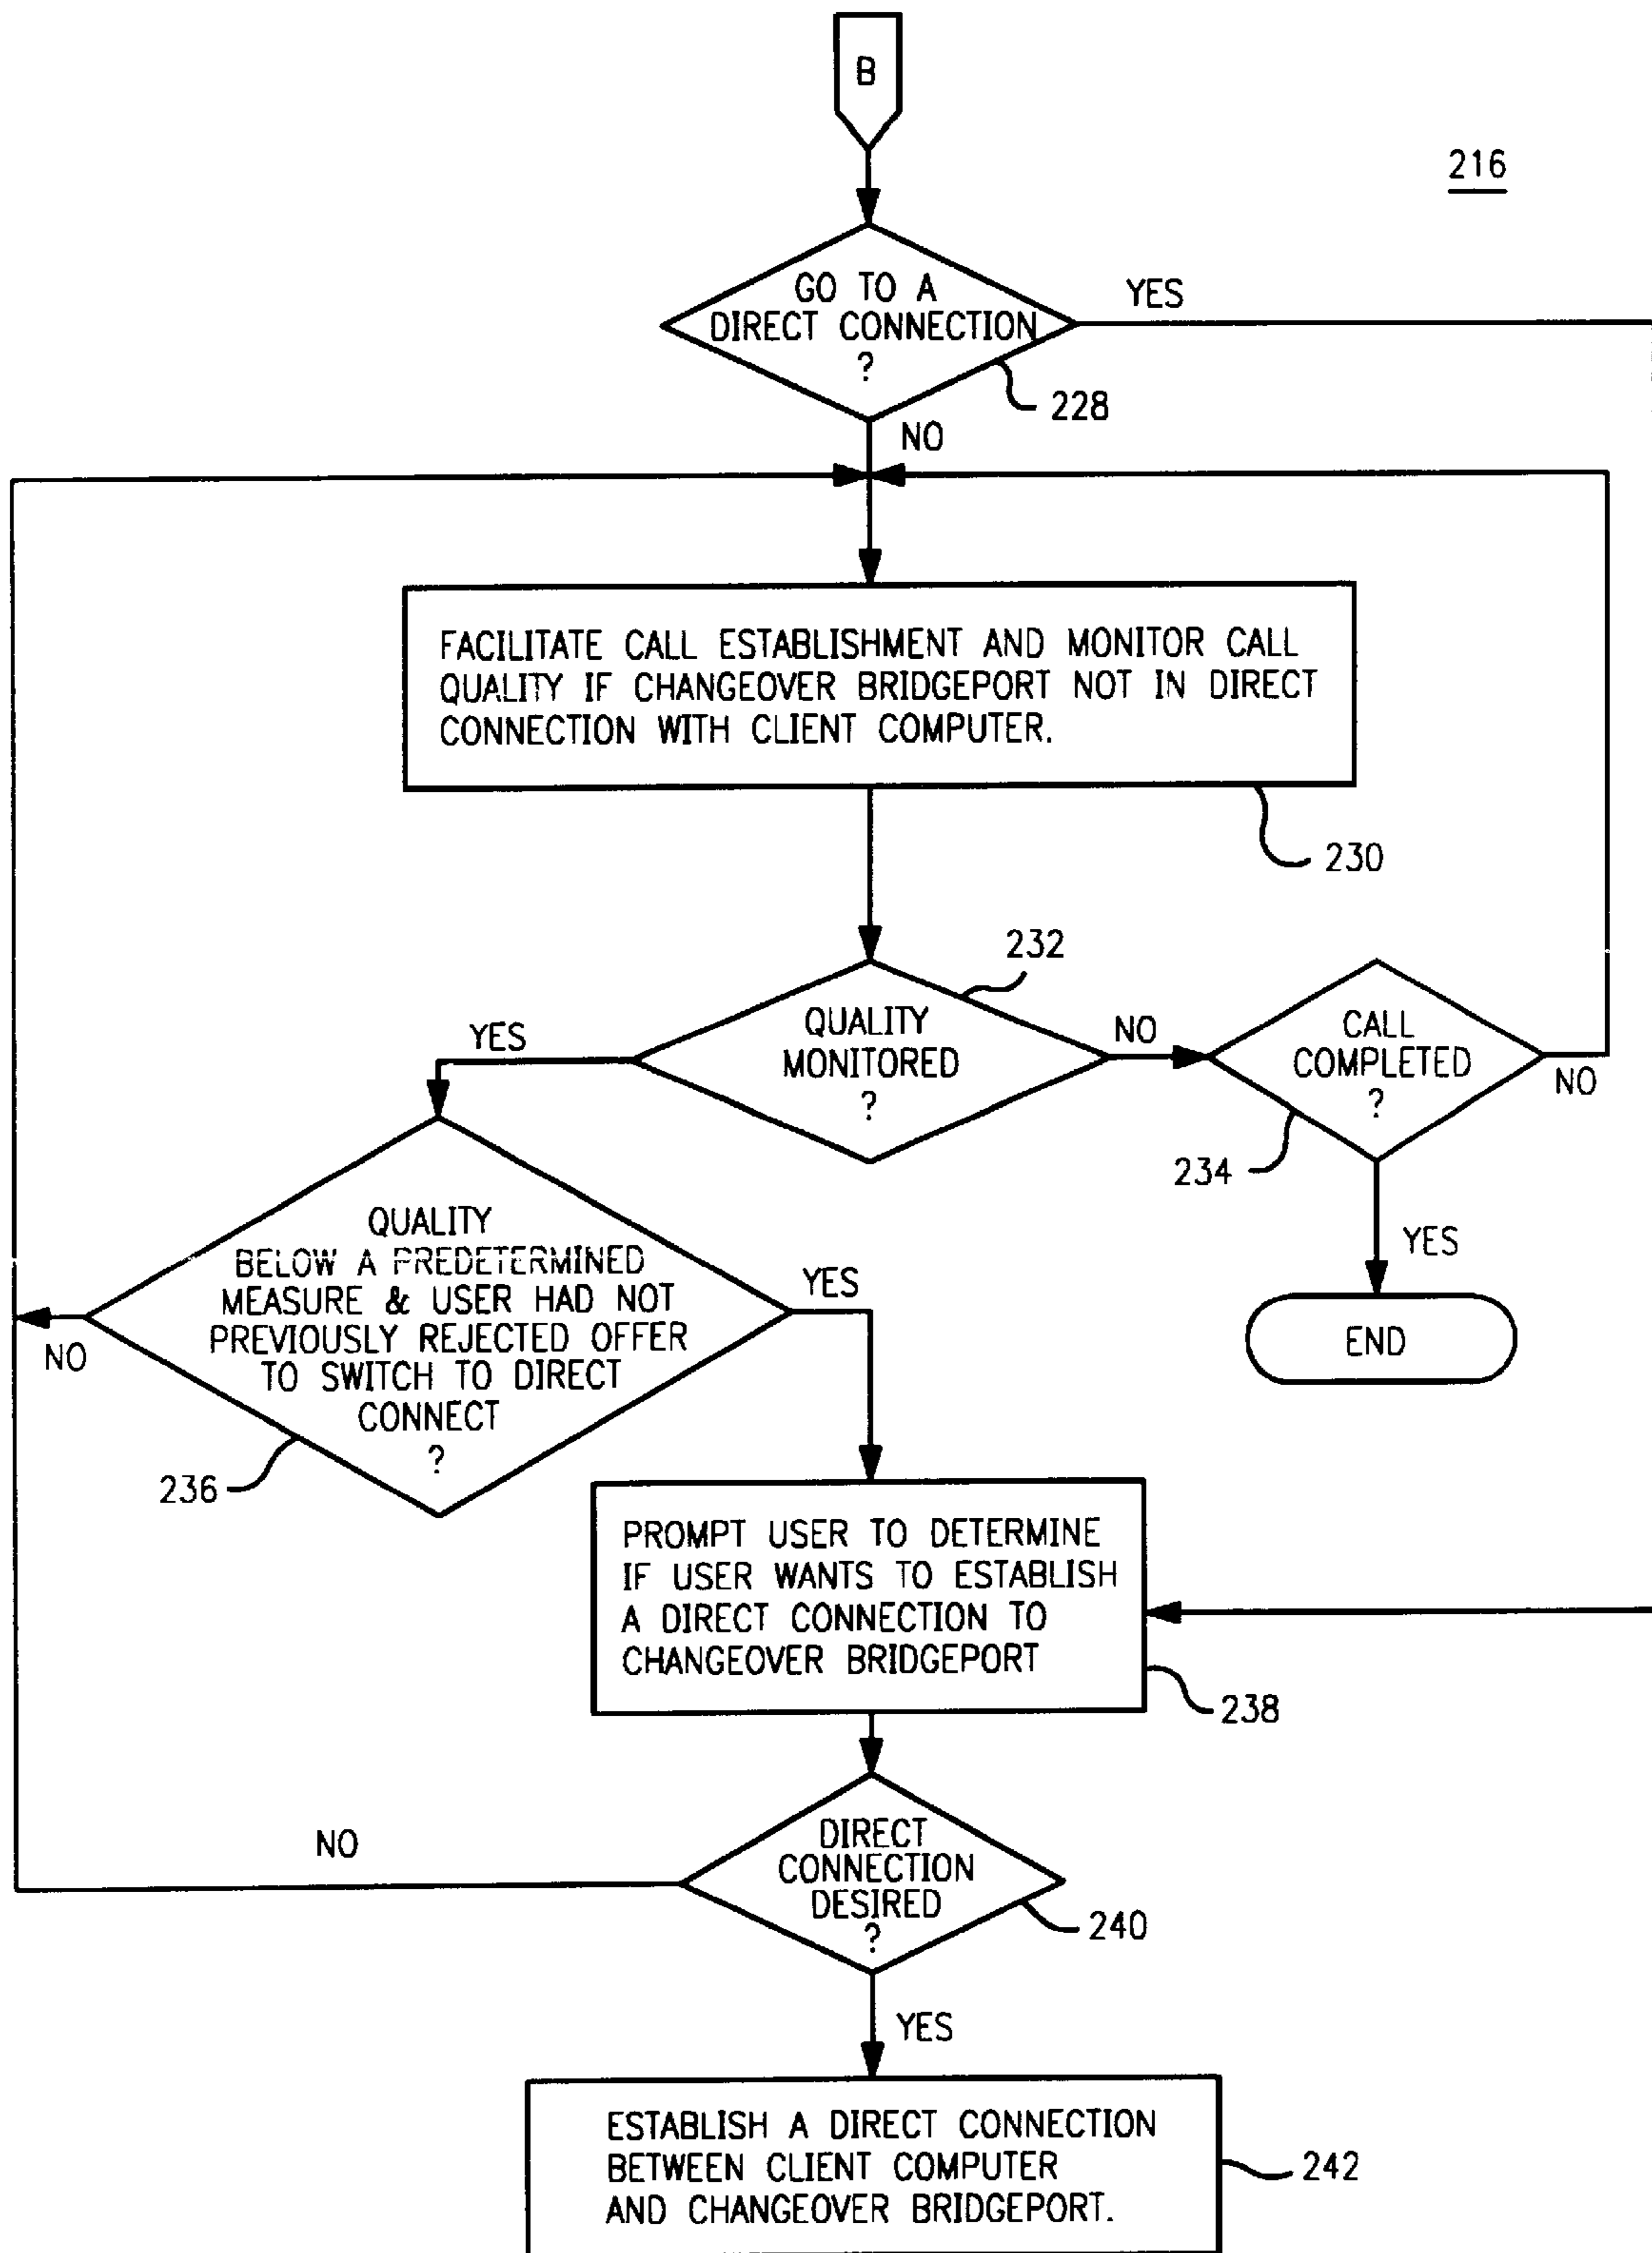 B
216
GO TO A
DIRECT CONNECTION
?
YES
228
NO
FACILITATE CALL ESTABLISHMENT AND MONITOR CALL
QUALITY IF CHANGEOVER BRIDGEPORT NOT IN DIRECT
CONNECTION WITH CLIENT COMPUTER.
230
232
QUALITY
MONITORED
?
YES
NO
CALL
COMPLETED
?
NO
234
YES
END
QUALITY
BELOW A PREDETERMINED
MEASURE & USER HAD NOT
PREVIOUSLY REJECTED OFFER
TO SWITCH TO DIRECT
CONNECT
?
YES
NO
236
PROMPT USER TO DETERMINE
IF USER WANTS TO ESTABLISH
A DIRECT CONNECTION TO
CHANGEOVER BRIDGEPORT
238
DIRECT
CONNECTION
DESIRED
?
NO
240
YES
ESTABLISH A DIRECT CONNECTION
BETWEEN CLIENT COMPUTER
AND CHANGEOVER BRIDGEPORT.
242